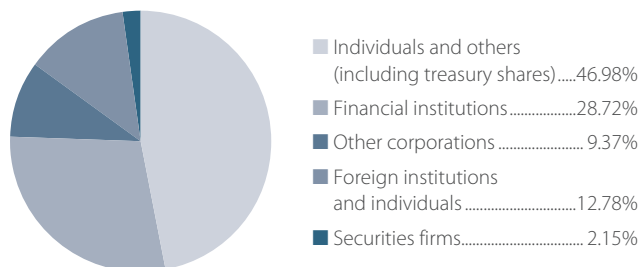 Individuals and others
(including treasury shares).....46.98%
Financial institutions..................28.72%
Other corporations.....................9.37%
Foreign institutions
and individuals.............................12.78%
Securities firms................................2.15%